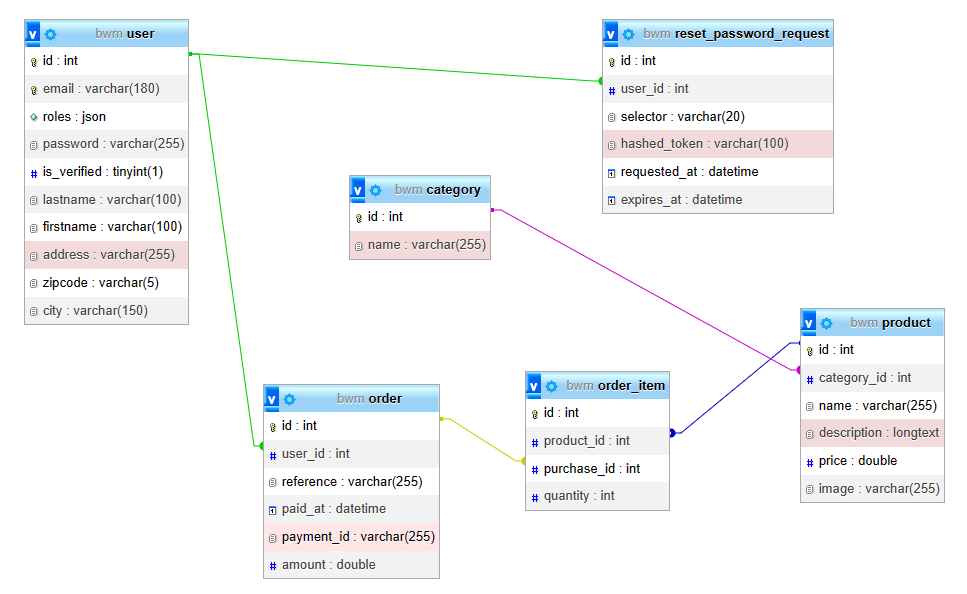 v bwm user
id : int
email : varchar(180)
roles : json
password : varchar(255)
# is_verified : tinyint(1)
lastname : varchar(100)
firstname : varchar(100)
address : varchar(255)
zipcode : varchar(5)
city : varchar(150)
v bwm reset_password_request
id : int
# user_id : int
selector : varchar(20)
hashed_token : varchar(100)
requested_at : datetime
expires_at : datetime
v bwm category
id : int
name : varchar(255)
v bwm product
id : int
# category_id : int
name : varchar(255)
description : longtext
# price : double
image : varchar(255)
v bwm order
id : int
# user_id : int
reference : varchar(255)
paid_at : datetime
payment_id : varchar(255)
# amount : double
v bwm order_item
id : int
# product_id : int
# purchase_id : int
# quantity : int